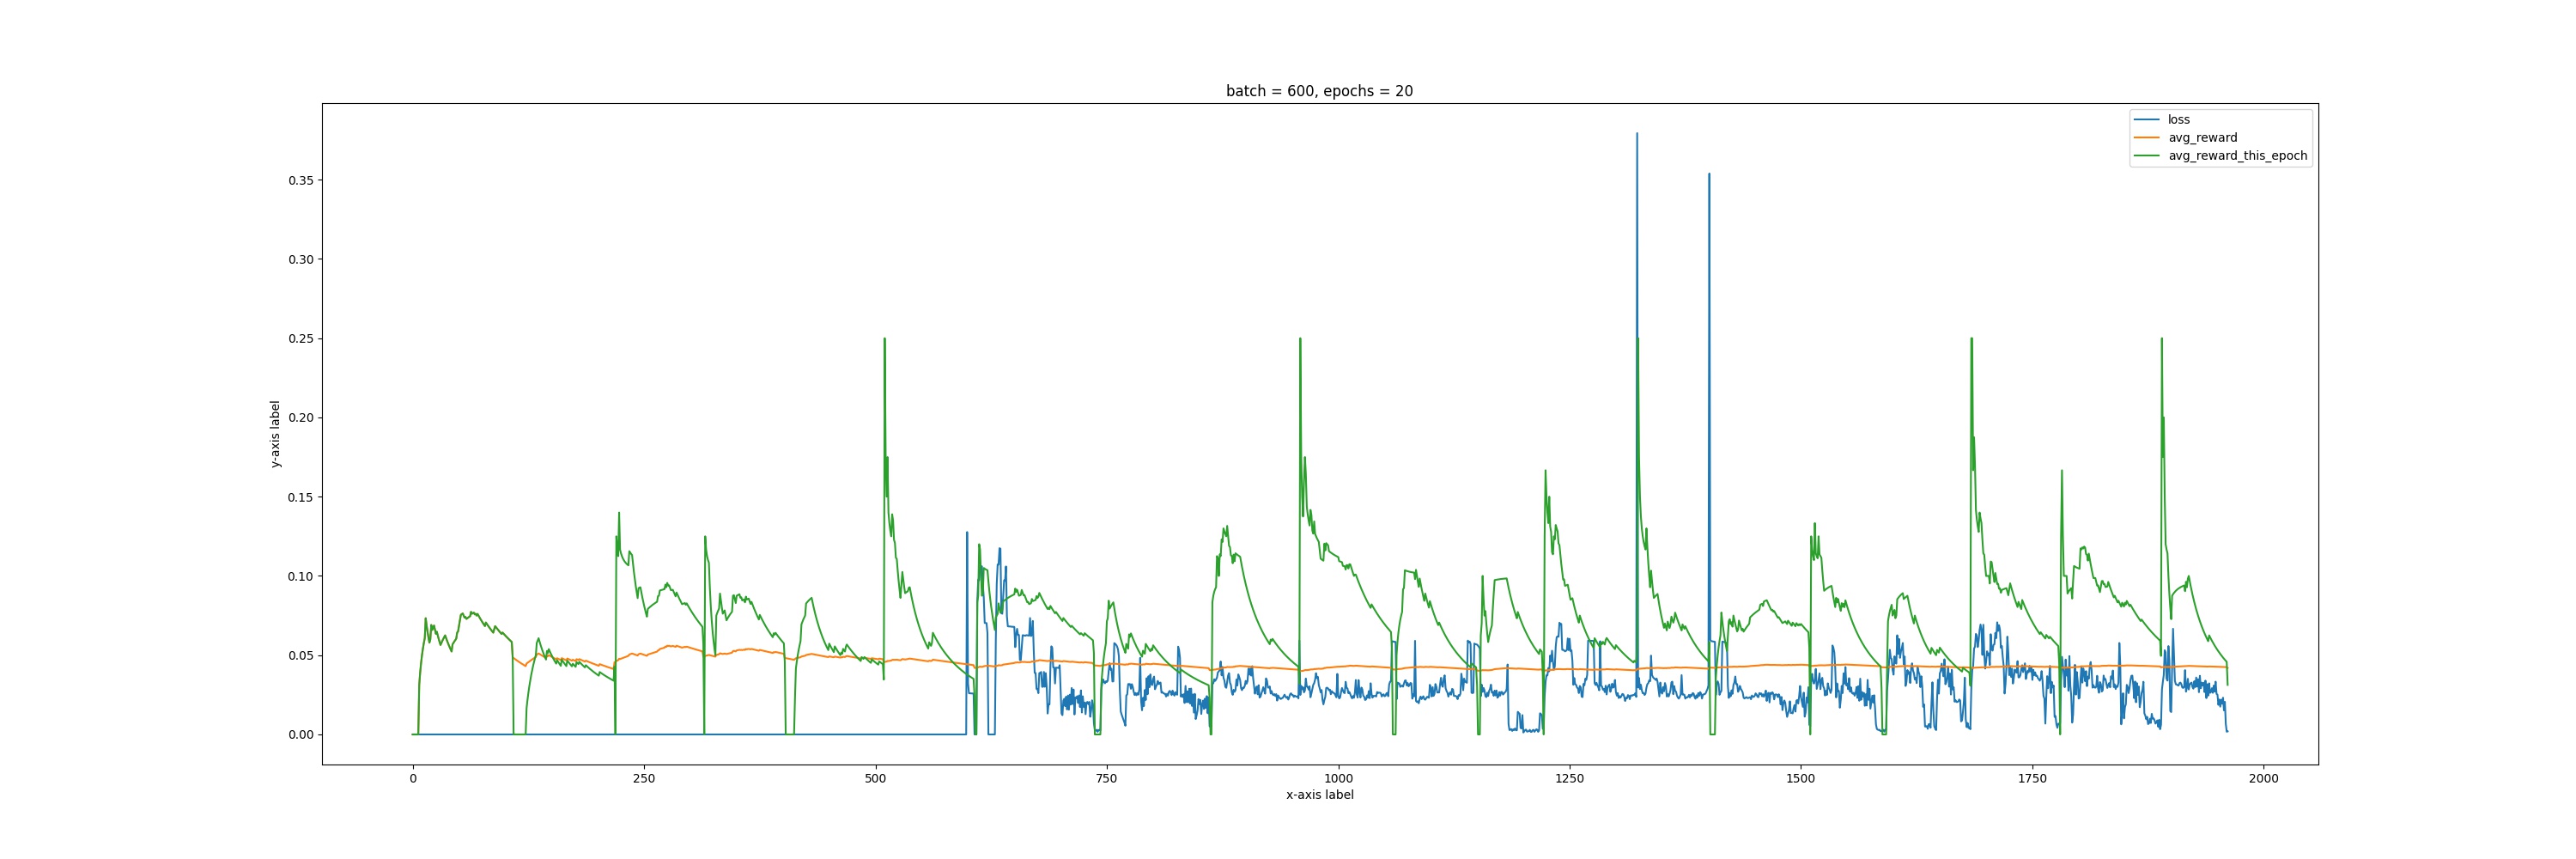 batch = 600, epochs = 20
loss
avg_reward
avg_reward_this_epoch
y-axis label
0.35
0.30
0.25
0.20
0.15
0.10
0.05
0.00
0 250 500 750 1000 1250 1500 1750 2000
x-axis label